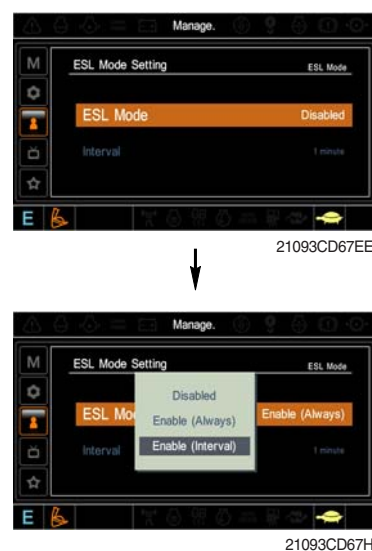 Manage.
M
ESL Mode Setting
ESL Mode
ESL Mode
Disabled
Interval
1 minute
E
21093CD67EE
Manage.
M
ESL Mode Setting
ESL Mode
Disabled
ESL Mo
Enable (Always)
Enable (Always)
Interval
Enable (Interval)
1 minute
E
21093CD67H